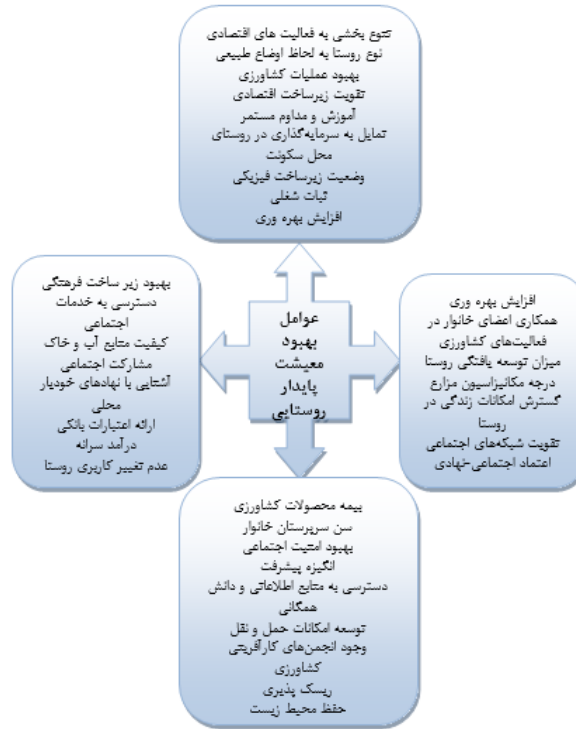 تنوع بخشی به فعالیت های اقتصادی
نوع روستا به لحاظ اوضاع طبیعی
بهبود عملیات کشاورزی
تقویت زیرساخت اقتصادی
آموزش و مداوم مستمر
تمایل به سرمایه‌گذاری در روستای
محل سکونت
وضعیت زیرساخت فیزیکی
ثبات شغلی
افزایش بهره وری
افزایش بهره وری
همکاری اعضای خانوار در
فعالیت‌های کشاورزی
میزان توسعه یافتگی روستا
درجه مکانیزاسیون مزارع
گسترش امکانات زندگی در
روستا
تقویت شبکه‌های اجتماعی
اعتماد اجتماعی-نهادی
عوامل
بهبود
معیشت
پایدار
روستایی
بهبود زیر ساخت فرهنگی
دسترسی به خدمات
اجتماعی
کیفیت منابع آب و خاک
مشارکت اجتماعی
آشنایی با نهادهای خودیار
محلی
ارائه اعتبارات بانکی
درآمد سرانه
عدم تغییر کاربری روستا
بیمه محصولات کشاورزی
سن سرپرستان خانوار
بهبود امنیت اجتماعی
انگیزه پیشرفت
دسترسی به منابع اطلاعاتی و دانش
همگانی
توسعه امکانات حمل و نقل
وجود انجمن‌های کارآفرینی
کشاورزی
ریسک پذیری
حفظ محیط زیست